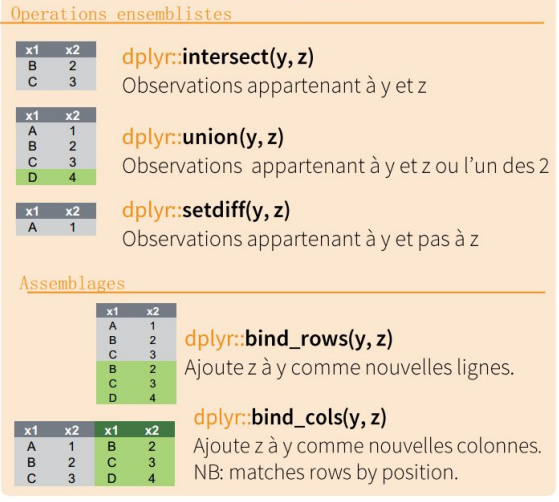 Operations ensemblistes
x1 x2
B 2
C 3
dplyr::intersect(y, z)
Observations appartenant à y et z
x1 x2
A 1
B 2
C 3
D 4
dplyr::union(y, z)
Observations appartenant à y et z ou l'un des 2
x1 x2
A 1
dplyr::setdiff(y, z)
Observations appartenant à y et pas à z
Assemblages
x1 x2
A 1
B 2
C 3
B 2
C 3
D 4
dplyr::bind_rows(y, z)
Ajoute z à y comme nouvelles lignes.
x1 x2 x1 x2
A 1 B 2
B 2 C 3
C 3 D 4
dplyr::bind_cols(y, z)
Ajoute z à y comme nouvelles colonnes.
NB: matches rows by position.